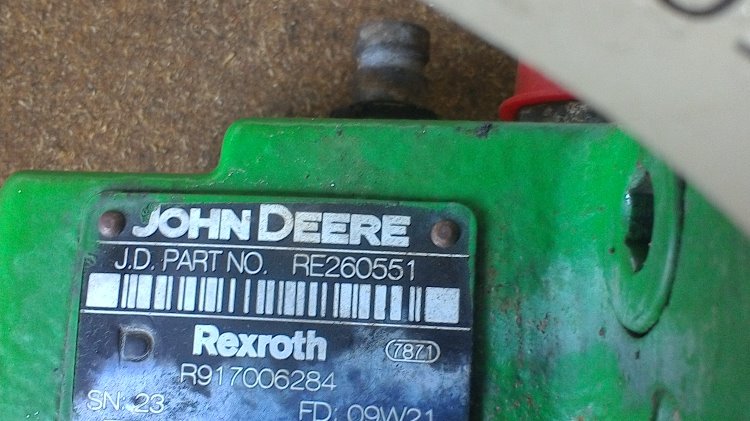 JOHN DEERE
J.D. PART NO. RE260551
D
Rexroth 7871
R917006284
SN: 23 FD: 09W21